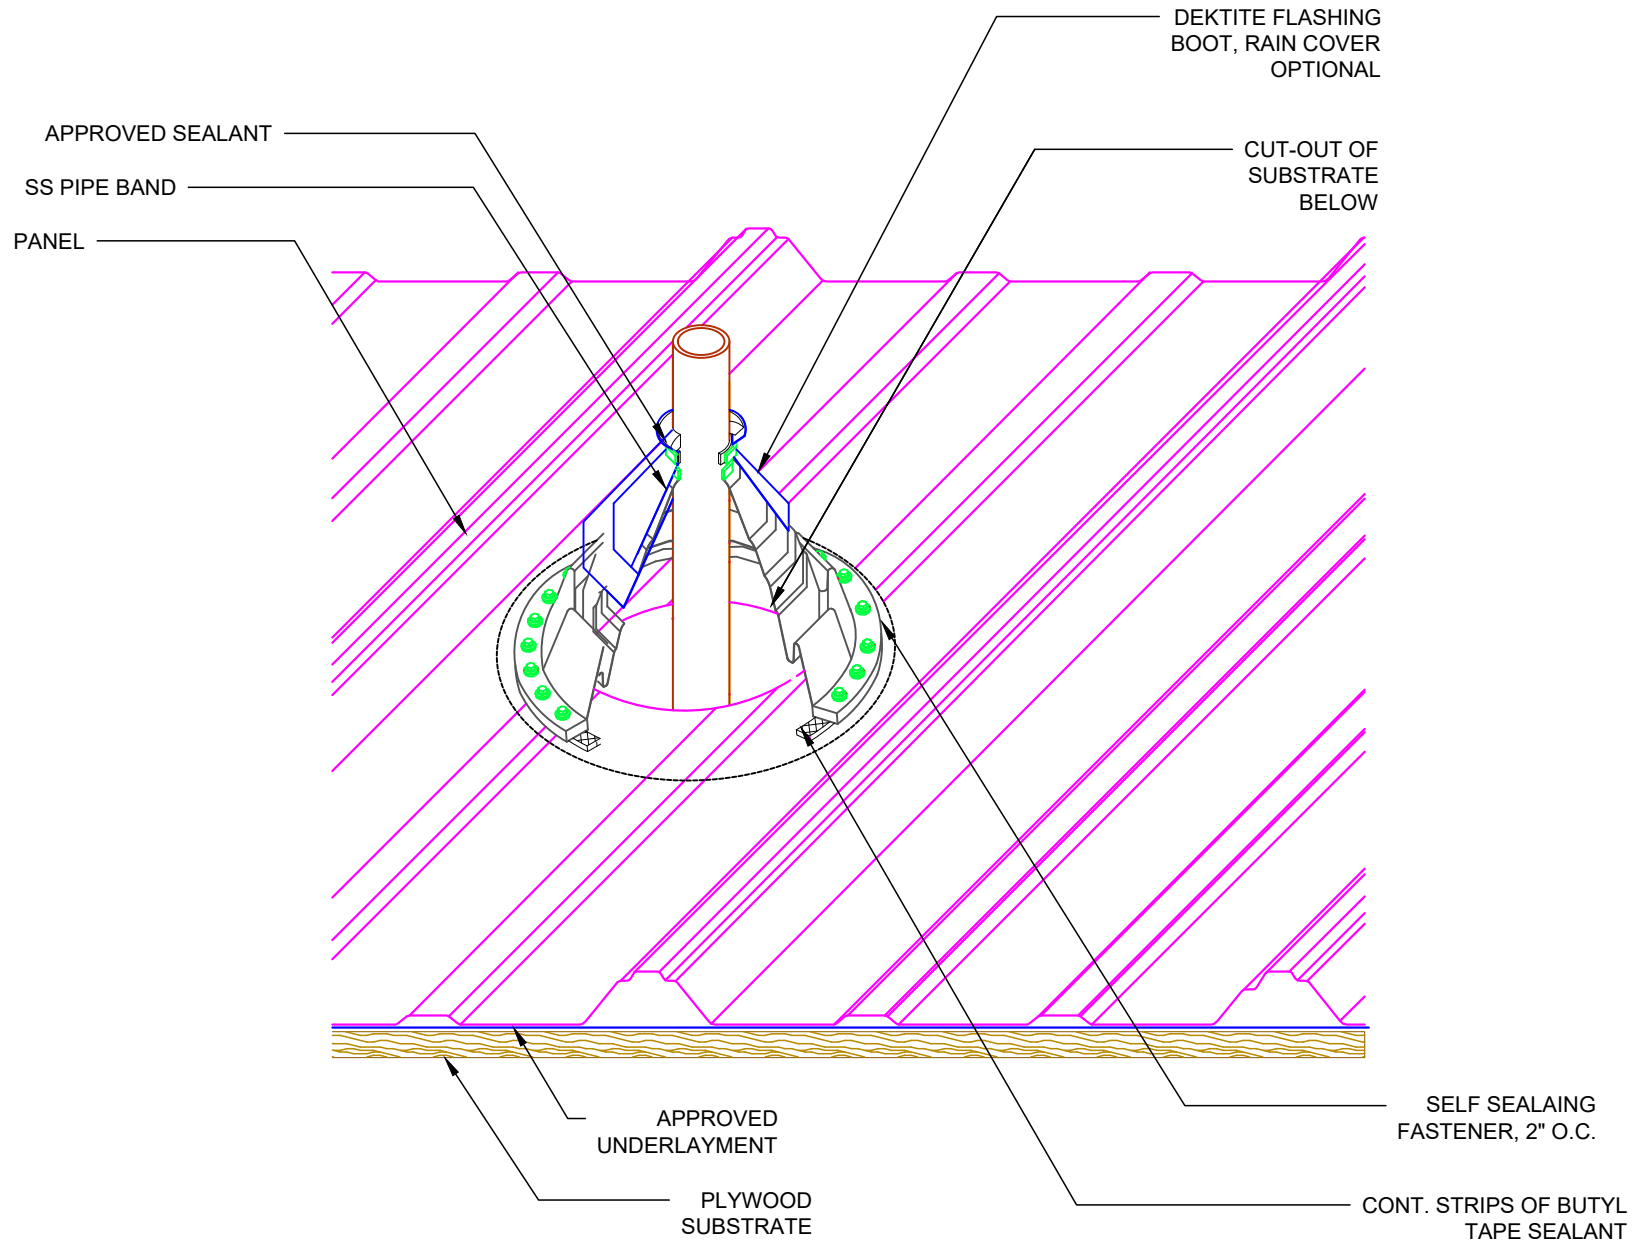 DEKTITE FLASHING
BOOT, RAIN COVER
OPTIONAL
APPROVED SEALANT
CUT-OUT OF
SUBSTRATE
BELOW
SS PIPE BAND
PANEL
SELF SEALAING
FASTENER, 2" O.C.
APPROVED
UNDERLAYMENT
PLYWOOD
SUBSTRATE
CONT. STRIPS OF BUTYL
TAPE SEALANT